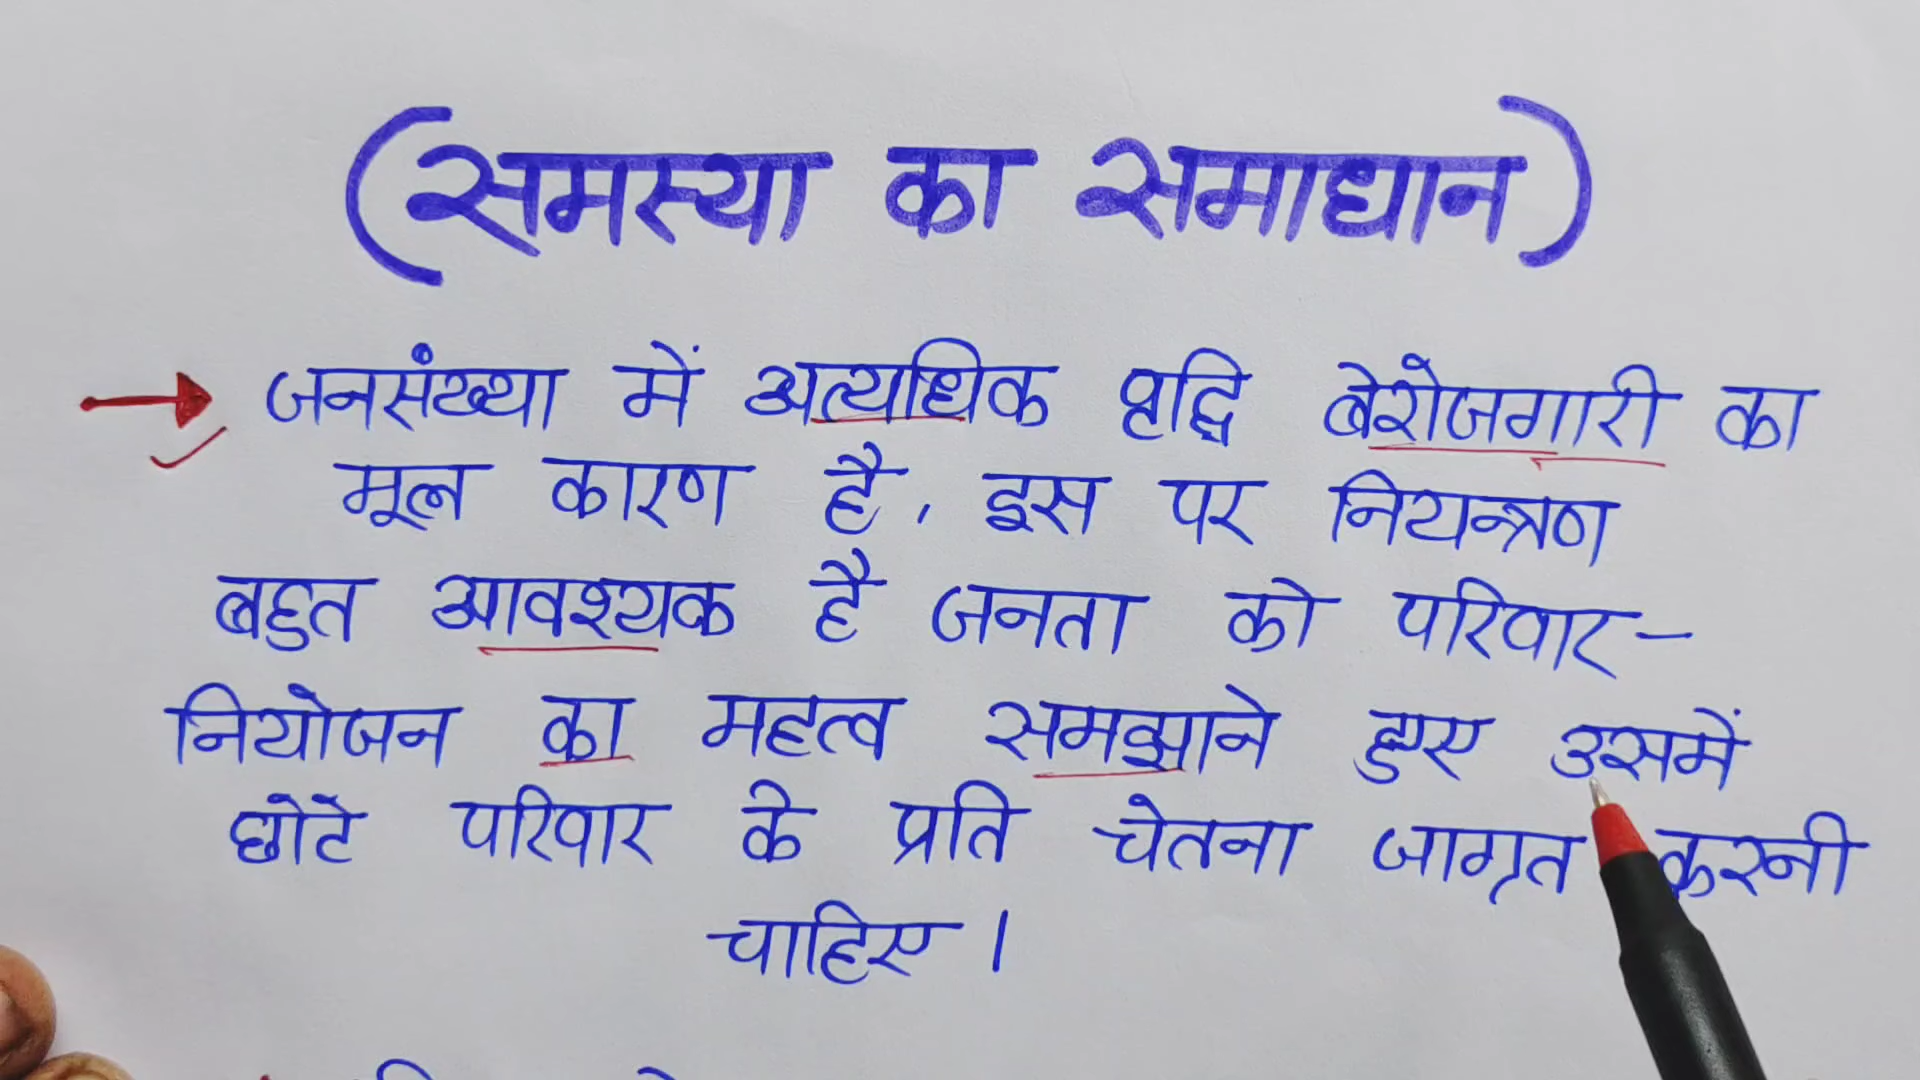 (समस्या का समाधान)
जनसंख्या में अत्यधिक वृद्धि बेरोजगारी का
मूल कारण है, इस पर नियन्त्रण
बहुत आवश्यक है जनता को परिवार-
नियोजन का महत्व समझाने हुए उसमें
छोटे परिवार के प्रति चेतना जागृत करनी
चाहिए।